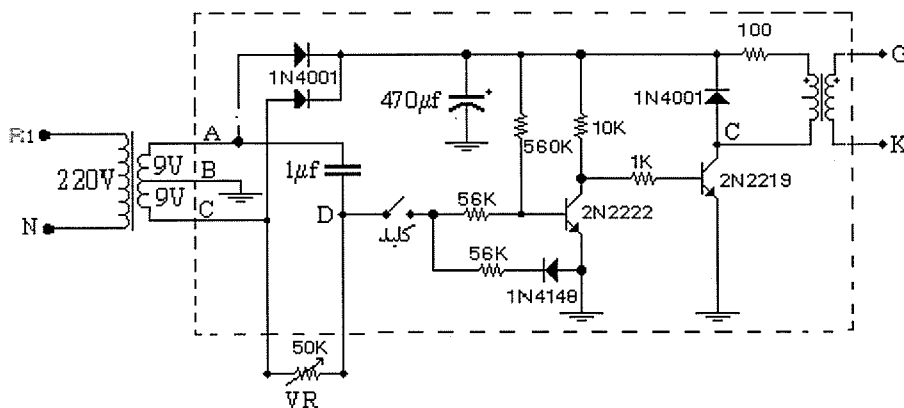 100
G
1N4001
470μf
+
1N4001
R1
A
560K
10K
C
K
220V
9V
B
9V
1μf
1K
2N2219
N
C
D
کلید
56K
2N2222
56K
1N4148
50K
VR